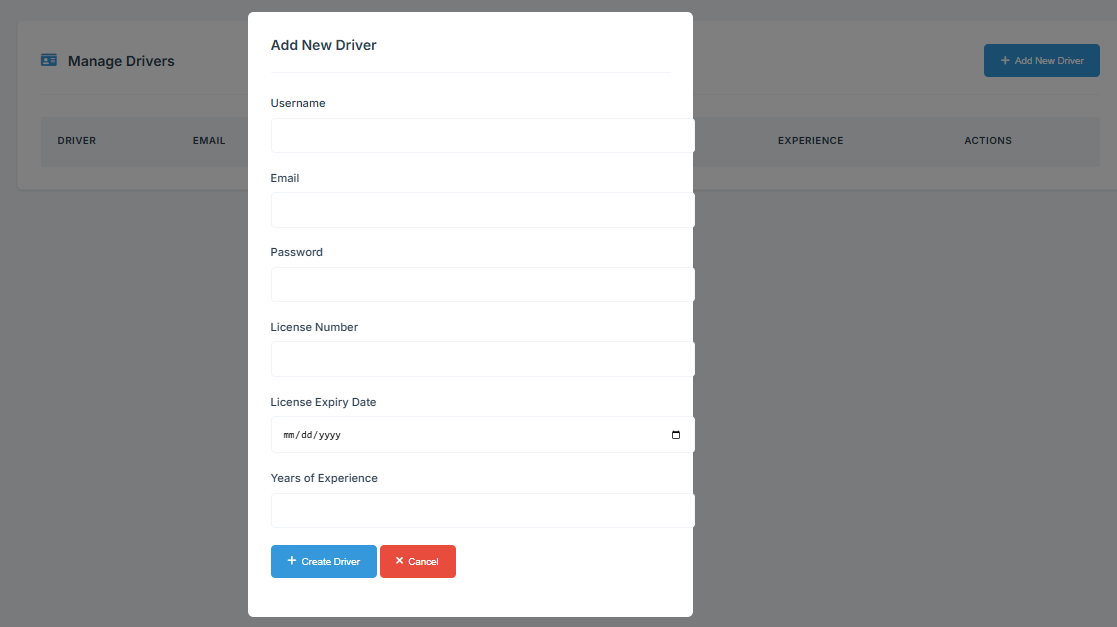 Add New Driver
Manage Drivers
+ Add New Driver
Username
DRIVER EMAIL EXPERIENCE ACTIONS
Email
Password
License Number
License Expiry Date
mm/dd/yyyy
Years of Experience
+ Create Driver × Cancel